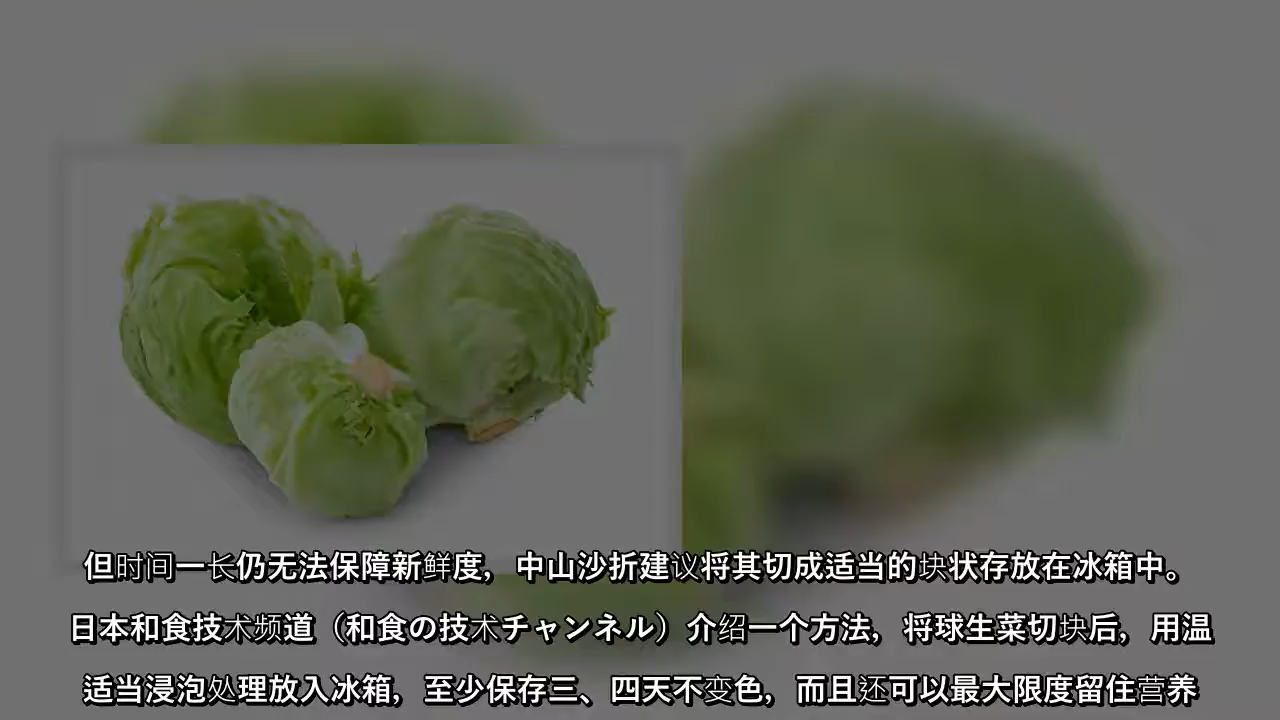 但时间一长仍无法保障新鲜度，中山沙折建议将其切成适当的块状存放在冰箱中。
日本和食技术频道（和食の技术チャンネル）介绍一个方法，将球生菜切块后，用温
适当浸泡处理放入冰箱，至少保存三、四天不变色，而且还可以最大限度留住营养